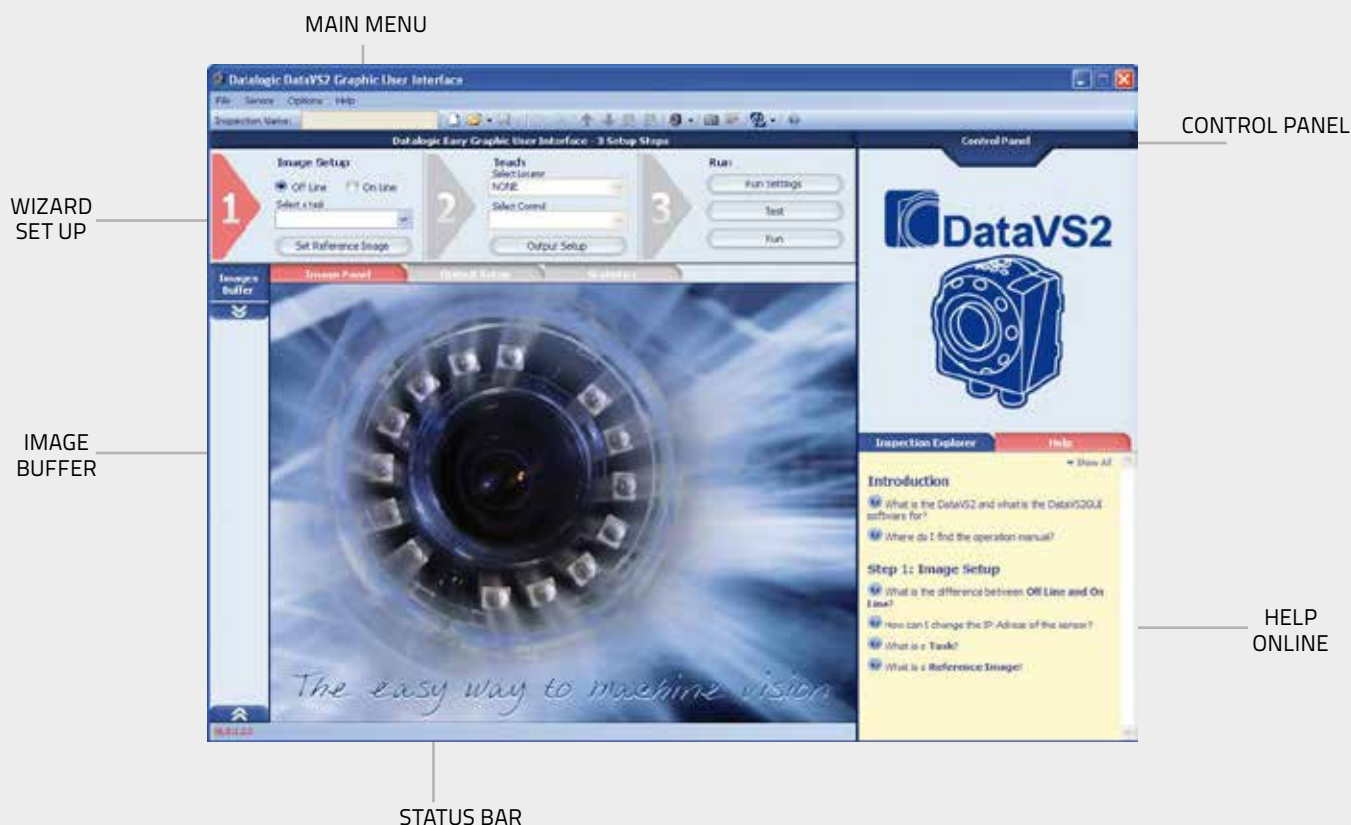 MAIN MENU
Datalogic DataVS2 Graphic User Interface
File Sensor Options Help
Inspection Name:
Datalogic Easy Graphic User Interface - 3 Setup Steps
Control Panel
CONTROL PANEL
WIZARD
SET UP
1
Image Setup
Off Line On Line
Select a task
Set Reference Image
2
Teach
Select Locator
NONE
Select Control
Output Setup
3
Run
Run Settings
Test
Run
DataVS2
Images
Buffer
Image Panel Output Setup Statistics
IMAGE
BUFFER
The easy way to machine vision
Inspection Explorer Help
Show All
Introduction
What is the DataVS2 and what is the DataVS2GUI
software for?
Where do I find the operation manual?
Step 1: Image Setup
What is the difference between Off Line and On
Line?
How can I change the IP Adress of the sensor?
What is a Task?
What is a Reference Image?
HELP
ONLINE
STATUS BAR